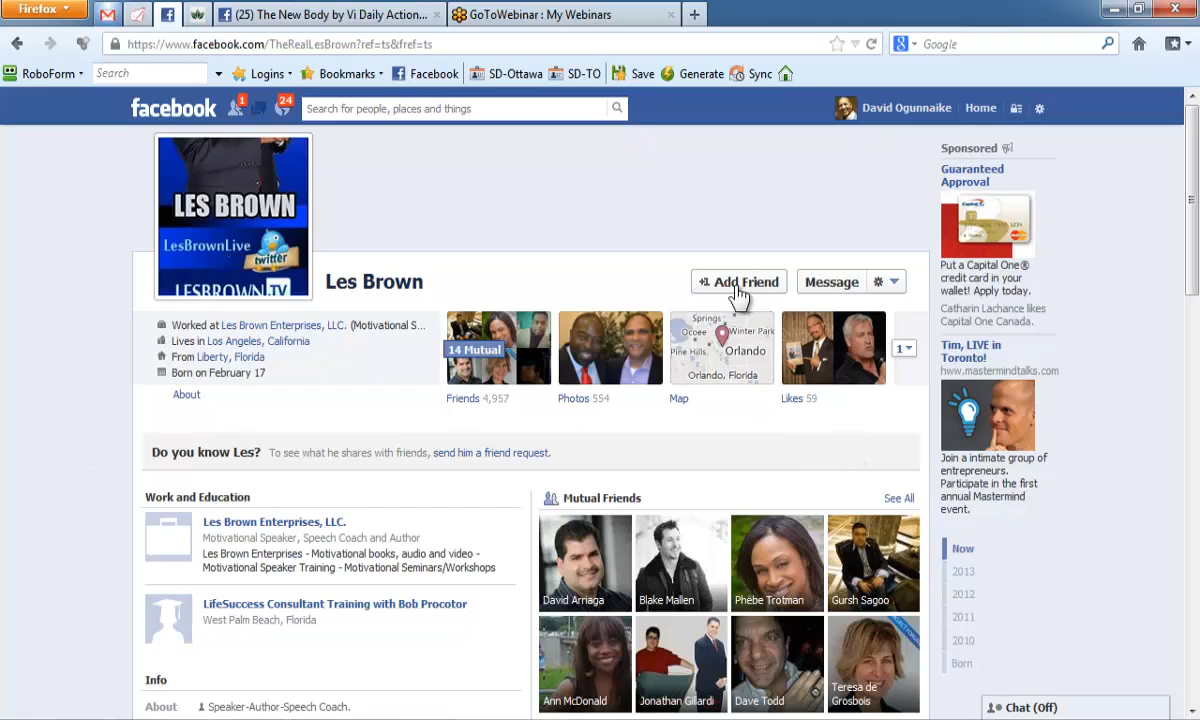 Firefox
(25) The New Body by Vi Daily Action...
GoToWebinar : My Webinars
https://www.facebook.com/TheRealLesBrown?ref=ts&fref=ts
Google
RoboForm
Search
Logins
Bookmarks
Facebook
SD-Ottawa
SD-TO
Save
Generate
Sync
facebook
1
24
Search for people, places and things
David Ogunnaike
Home
LES BROWN
LesBrownLive
twitter
LESBROWN.TV
Les Brown
+1 Add Friend
Message
Worked at Les Brown Enterprises, LLC. (Motivational S...
Lives in Los Angeles, California
From Liberty, Florida
Born on February 17
About
14 Mutual
Friends 4,957
Photos 554
Springs
Ocoee
Winter Park
Pine Hills
Orlando
Orlando, Florida
Map
Likes 59
1
Do you know Les? To see what he shares with friends, send him a friend request.
Work and Education
Les Brown Enterprises, LLC.
Motivational Speaker, Speech Coach and Author
Les Brown Enterprises - Motivational books, audio and video -
Motivational Speaker Training - Motivational Seminars/Workshops
LifeSuccess Consultant Training with Bob Procotor
West Palm Beach, Florida
Info
About
Speaker-Author-Speech Coach.
Mutual Friends
See All
David Arriaga
Blake Mallen
Phebe Trotman
Gursh Sagoo
Ann McDonald
Jonathan Gilardi
Dave Todd
Teresa de
Grosbois
Sponsored
Guaranteed
Approval
Put a Capital One®
credit card in your
wallet! Apply today.
Catharin Lachance likes
Capital One Canada.
Tim, LIVE in
Toronto!
hww.mastermindtalks.com
Join a intimate group of
entrepreneurs.
Participate in the first
annual Mastermind
event.
Now
2013
2012
2011
2010
Born
Chat (Off)